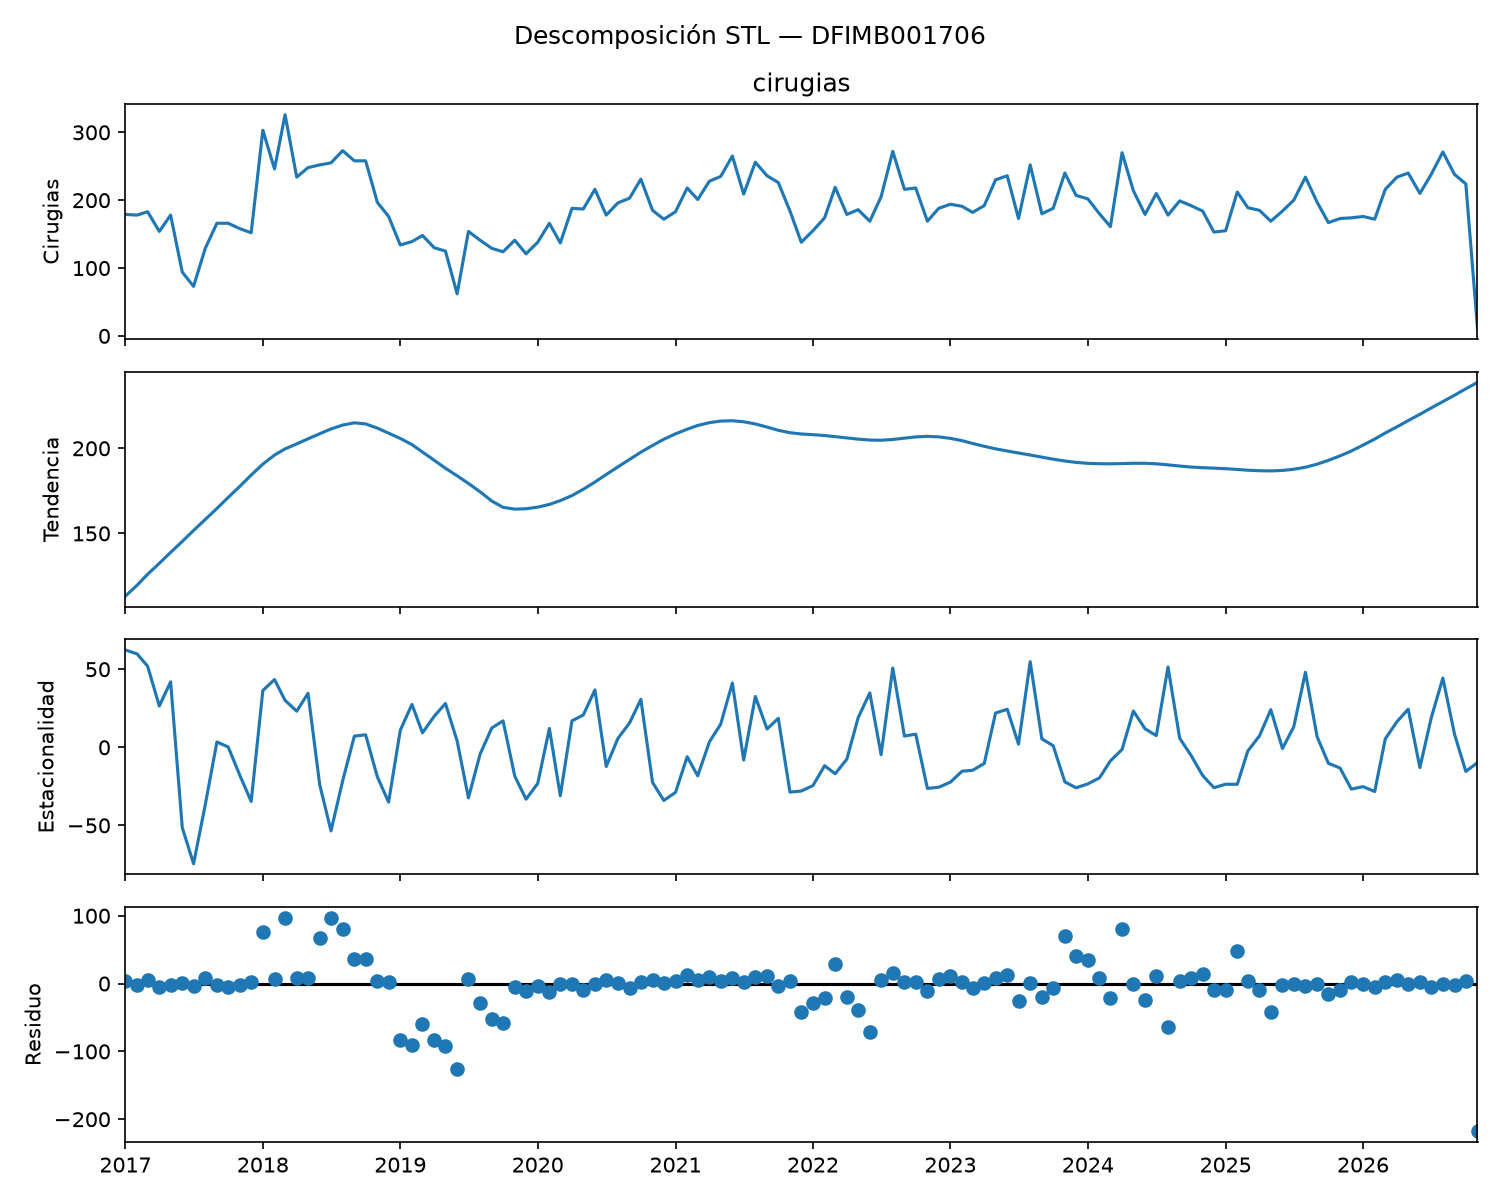 Descomposición STL — DFIMB001706
cirugias
Cirugias
300
200
100
0
Tendencia
200
150
Estacionalidad
50
0
−50
Residuo
100
0
−100
−200
2017 2018 2019 2020 2021 2022 2023 2024 2025 2026